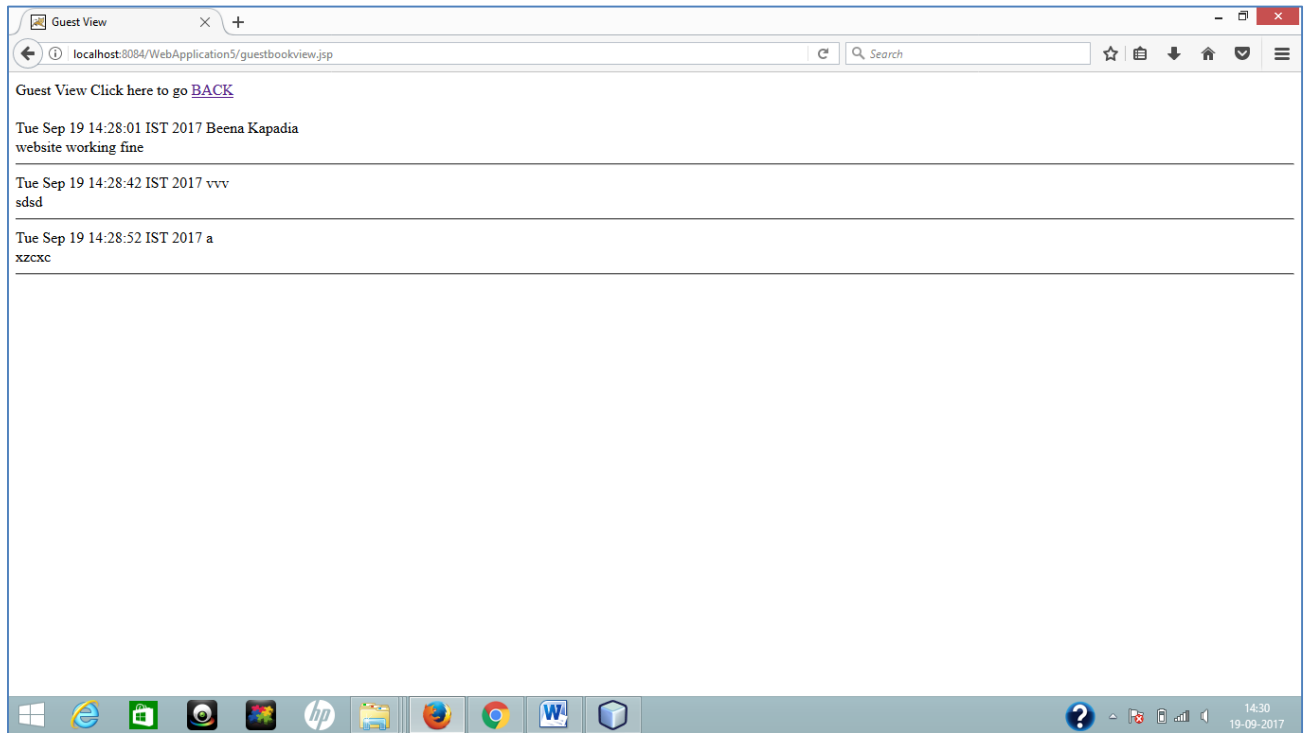 Guest View
localhost:8084/WebApplication5/guestbookview.jsp
Search
Guest View Click here to go BACK
Tue Sep 19 14:28:01 IST 2017 Beena Kapadia
website working fine
Tue Sep 19 14:28:42 IST 2017 vvv
sdsd
Tue Sep 19 14:28:52 IST 2017 a
xzcxc
hp
W
?
14:30
19-09-2017